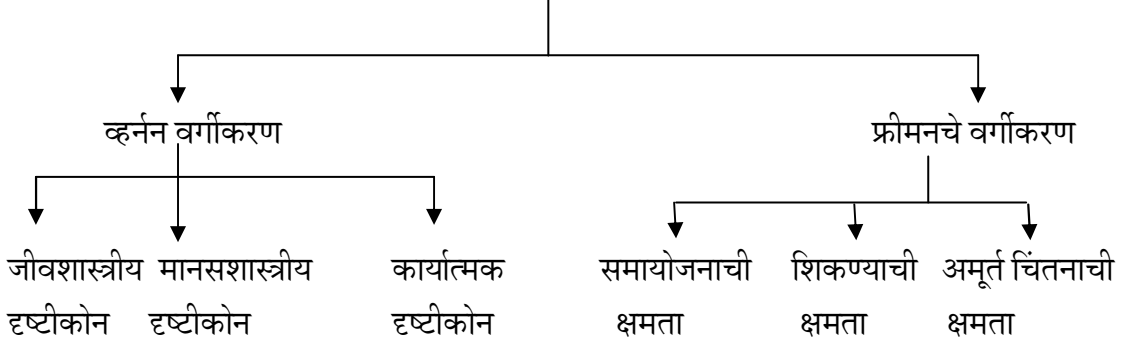 व्हर्नन वर्गीकरण फ्रीमनचे वर्गीकरण
जीवशास्त्रीय मानसशास्त्रीय कार्यात्मक समायोजनाची शिकण्याची अमूर्त चिंतनाची
दृष्टीकोन दृष्टीकोन दृष्टीकोन क्षमता क्षमता क्षमता